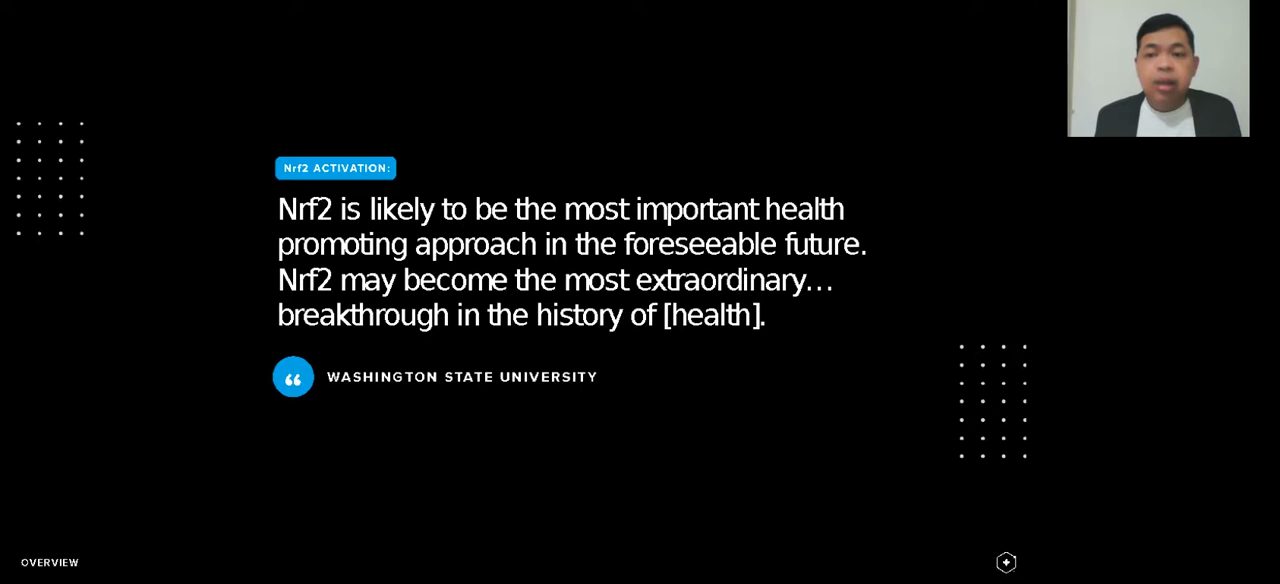 Nrf2 ACTIVATION:
Nrf2 is likely to be the most important health
promoting approach in the foreseeable future.
Nrf2 may become the most extraordinary…
breakthrough in the history of [health].
“ WASHINGTON STATE UNIVERSITY
OVERVIEW